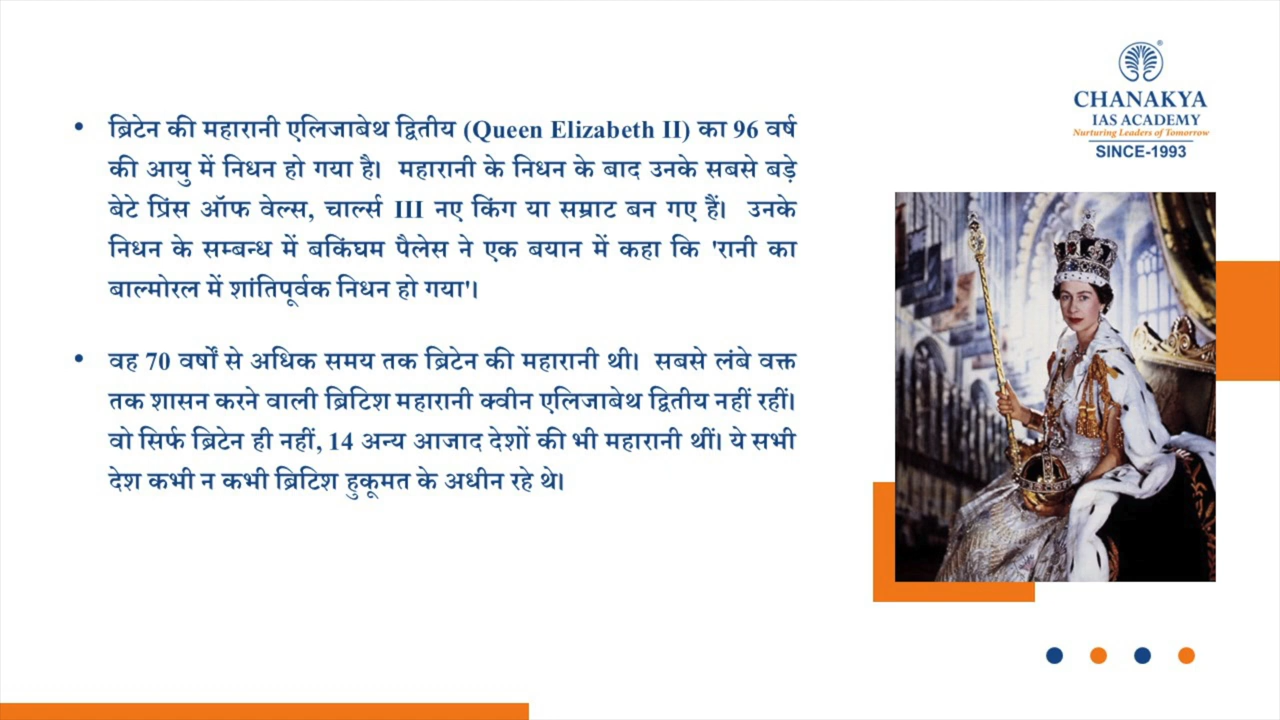 CHANAKYA
IAS ACADEMY
Nurturing Leaders of Tomorrow
SINCE-1993
• ब्रिटेन की महारानी एलिजाबेथ द्वितीय (Queen Elizabeth II) का 96 वर्ष
की आयु में निधन हो गया है। महारानी के निधन के बाद उनके सबसे बड़े
बेटे प्रिंस ऑफ वेल्स, चार्ल्स III नए किंग या सम्राट बन गए हैं। उनके
निधन के सम्बन्ध में बकिंघम पैलेस ने एक बयान में कहा कि 'रानी का
बाल्मोरल में शांतिपूर्वक निधन हो गया'।
• वह 70 वर्षों से अधिक समय तक ब्रिटेन की महारानी थी। सबसे लंबे वक्त
तक शासन करने वाली ब्रिटिश महारानी क्वीन एलिजाबेथ द्वितीय नहीं रहीं।
वो सिर्फ ब्रिटेन ही नहीं, 14 अन्य आजाद देशों की भी महारानी थीं। ये सभी
देश कभी न कभी ब्रिटिश हुकूमत के अधीन रहे थे।